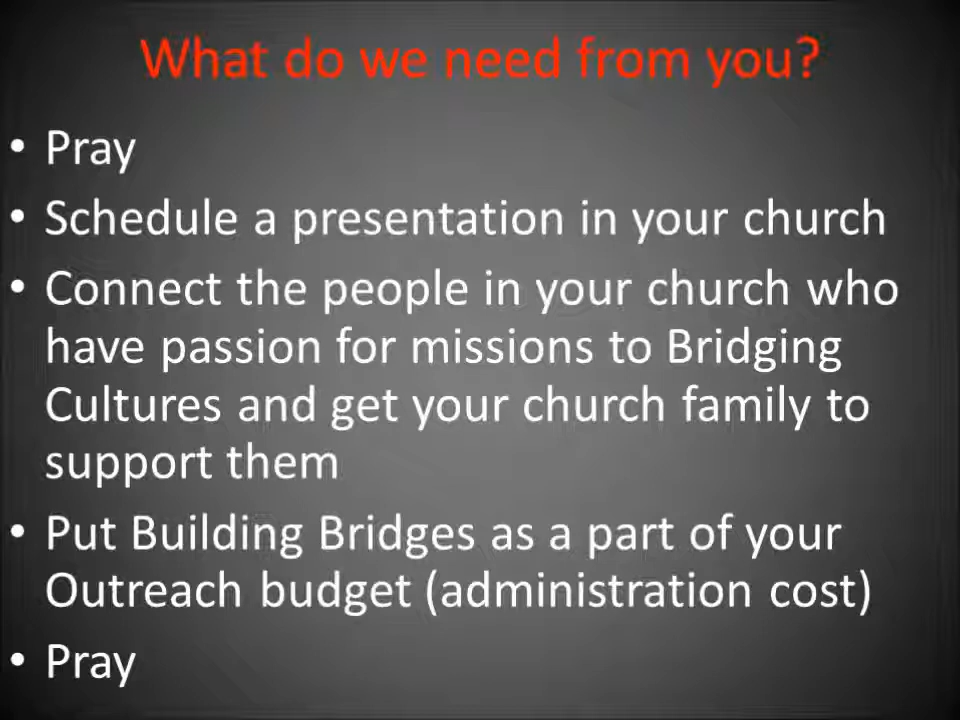 What do we need from you?
• Pray
• Schedule a presentation in your church
• Connect the people in your church who
have passion for missions to Bridging
Cultures and get your church family to
support them
• Put Building Bridges as a part of your
Outreach budget (administration cost)
• Pray